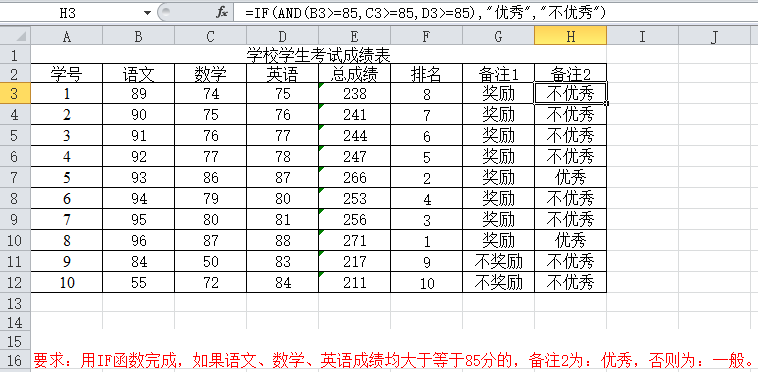 H3 fx =IF(AND(B3>=85,C3>=85,D3>=85),"优秀","不优秀")
A B C D E F G H I J
1 学校学生考试成绩表
2 学号 语文 数学 英语 总成绩 排名 备注1 备注2
3 1 89 74 75 238 8 奖励 不优秀
4 2 90 75 76 241 7 奖励 不优秀
5 3 91 76 77 244 6 奖励 不优秀
6 4 92 77 78 247 5 奖励 不优秀
7 5 93 86 87 266 2 奖励 优秀
8 6 94 79 80 253 4 奖励 不优秀
9 7 95 80 81 256 3 奖励 不优秀
10 8 96 87 88 271 1 奖励 优秀
11 9 84 50 83 217 9 不奖励 不优秀
12 10 55 72 84 211 10 不奖励 不优秀
13
14
15
16 要求：用IF函数完成，如果语文、数学、英语成绩均大于等于85分的，备注2为：优秀，否则为：一般。